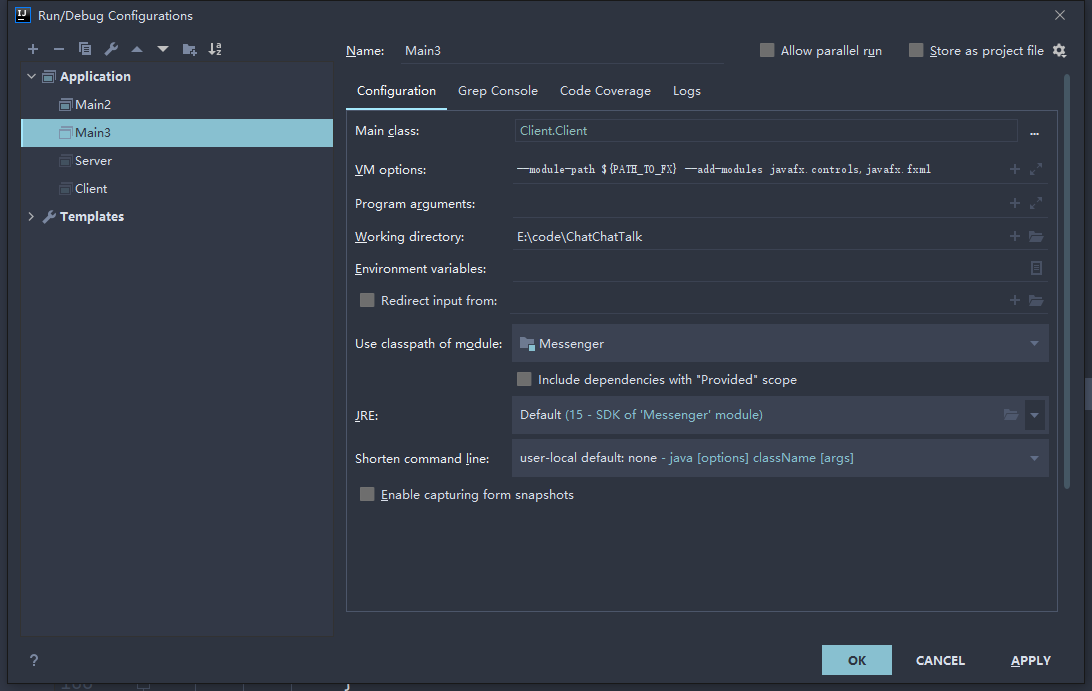 Run/Debug Configurations
Name: Main3 Allow parallel run Store as project file
Application
Main2
Main3
Server
Client
Templates
Configuration Grep Console Code Coverage Logs
Main class: Client.Client ...
VM options: --module-path ${PATH_TO_FX} --add-modules javafx.controls,javafx.fxml
Program arguments:
Working directory: E:\code\ChatChatTalk
Environment variables:
Redirect input from:
Use classpath of module: Messenger
Include dependencies with "Provided" scope
JRE: Default (15 - SDK of 'Messenger' module)
Shorten command line: user-local default: none - java [options] className [args]
Enable capturing form snapshots
? OK CANCEL APPLY